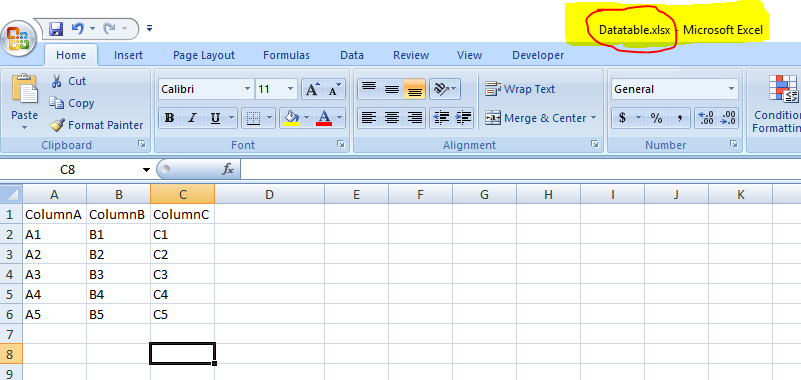 Datatable.xlsx - Microsoft Excel
Home Insert Page Layout Formulas Data Review View Developer
Cut
Copy
Format Painter
Paste
Calibri 11 A A
B I U A
Wrap Text
Merge & Center
General
$ % , .0 .00 .00 .0
Condition
Formatting
Clipboard Font Alignment Number
C8 fx
A B C D E F G H I J K
1 ColumnA ColumnB ColumnC
2 A1 B1 C1
3 A2 B2 C2
4 A3 B3 C3
5 A4 B4 C4
6 A5 B5 C5
7
8
9